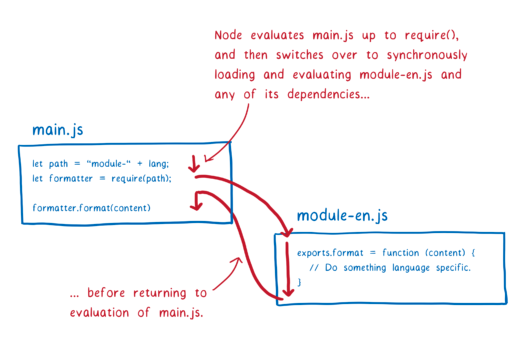 Node evaluates main.js up to require(),
and then switches over to synchronously
loading and evaluating module-en.js and
any of its dependencies...
main.js
let path = "module-" + lang;
let formatter = require(path);
formatter.format(content)
module-en.js
exports.format = function (content) {
// Do something language specific.
}
... before returning to
evaluation of main.js.